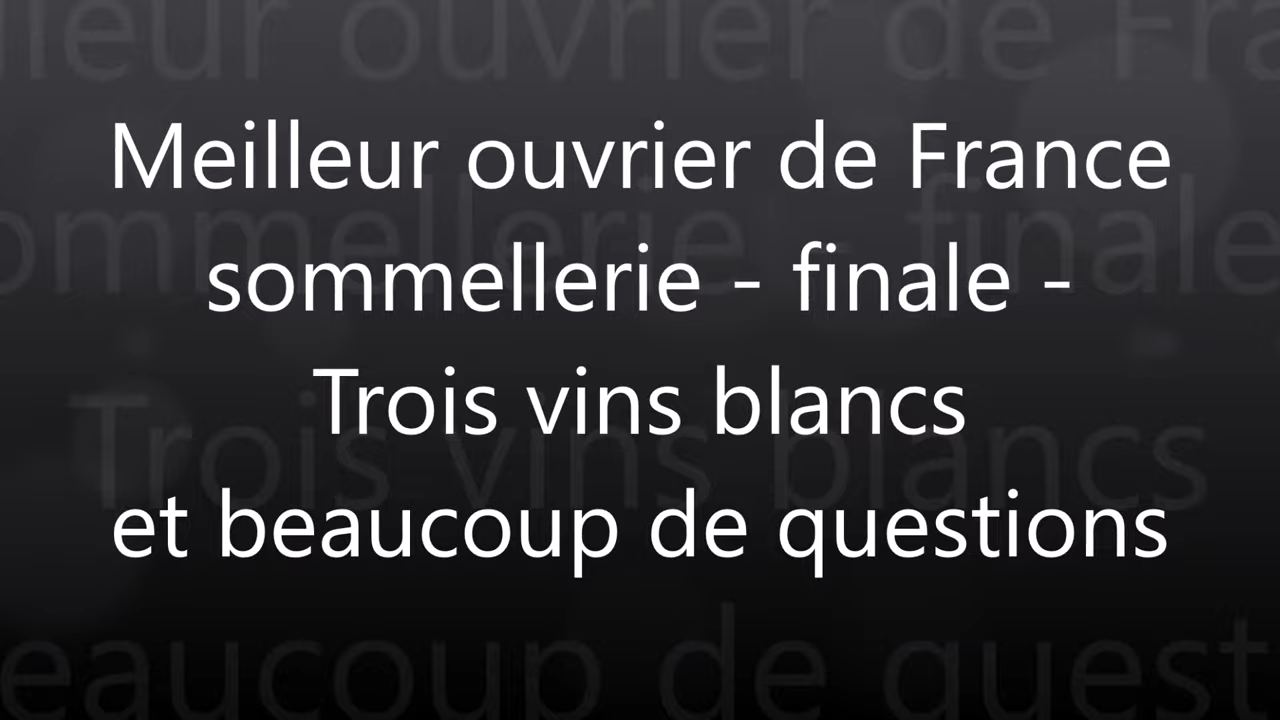 Meilleur ouvrier de France
sommellerie - finale -
Trois vins blancs
et beaucoup de questions